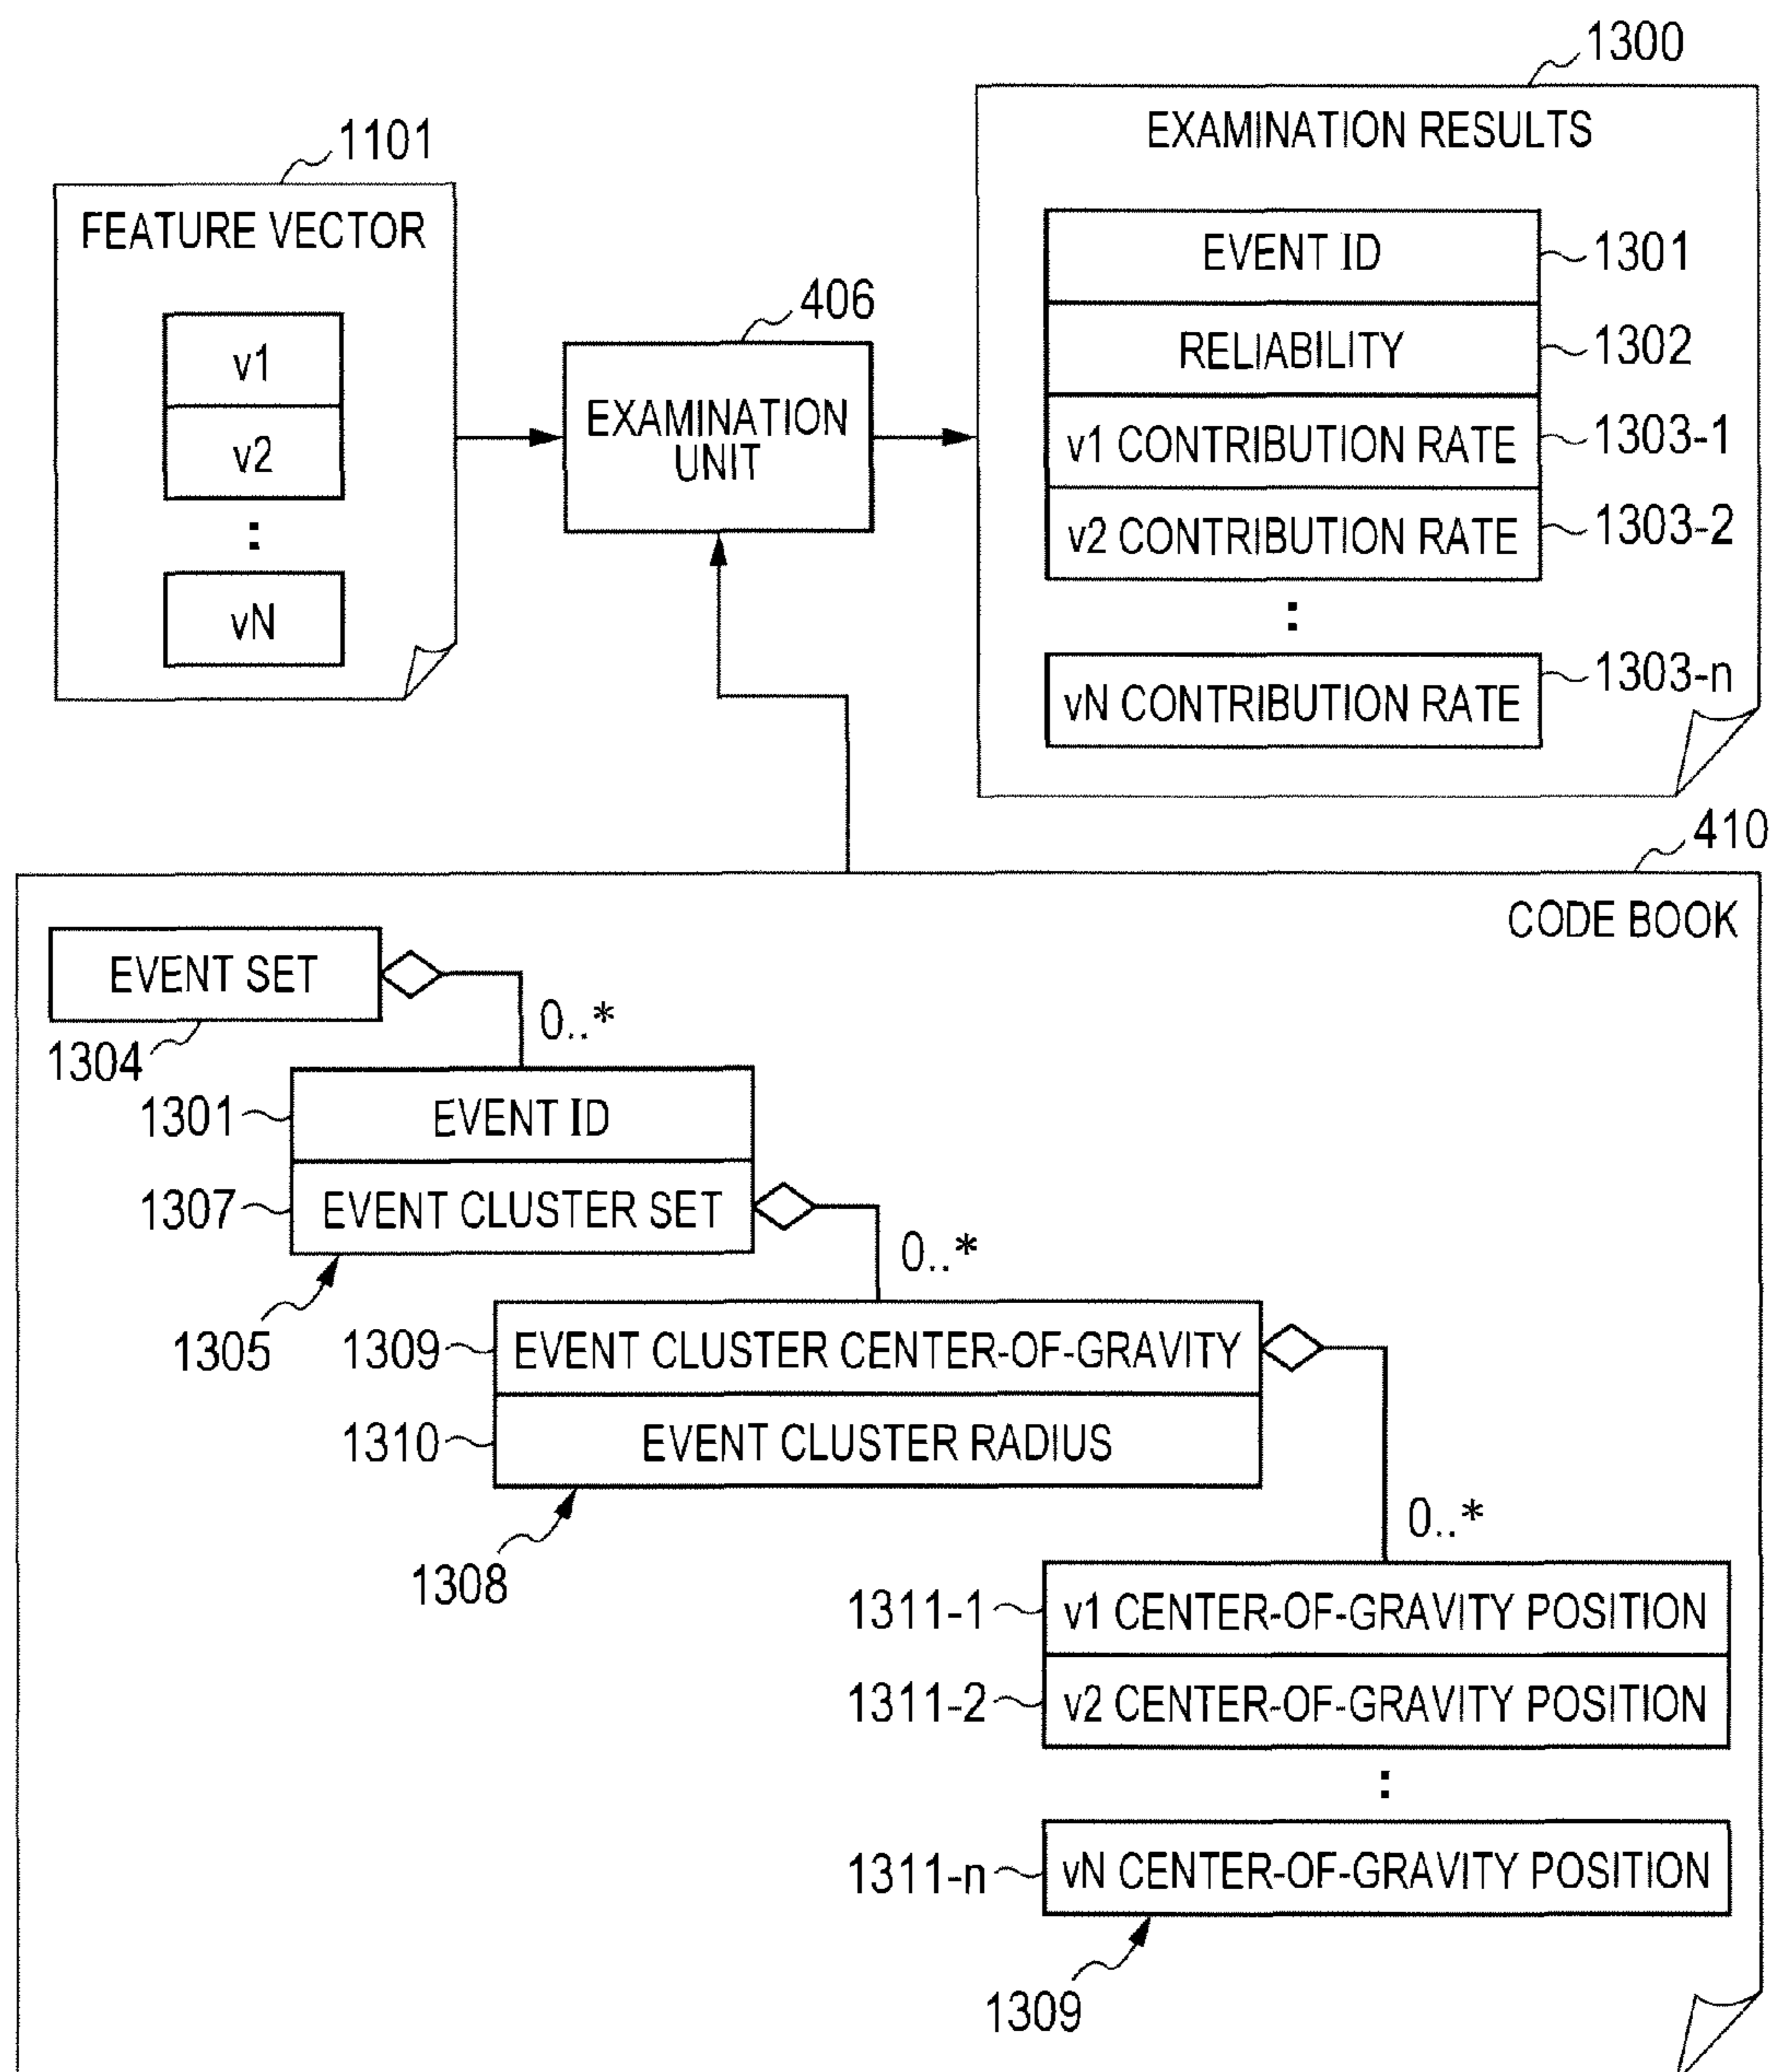 1300
EXAMINATION RESULTS
1101
FEATURE VECTOR
EVENT ID
1301
406
v1
RELIABILITY
1302
v2
EXAMINATION
UNIT
v1 CONTRIBUTION RATE
1303-1
:
v2 CONTRIBUTION RATE
1303-2
vN
:
vN CONTRIBUTION RATE
1303-n
410
CODE BOOK
EVENT SET
0..*
1304
1301
EVENT ID
1307
EVENT CLUSTER SET
0..*
1305
1309
EVENT CLUSTER CENTER-OF-GRAVITY
1310
EVENT CLUSTER RADIUS
0..*
1308
1311-1
v1 CENTER-OF-GRAVITY POSITION
1311-2
v2 CENTER-OF-GRAVITY POSITION
:
1311-n
vN CENTER-OF-GRAVITY POSITION
1309